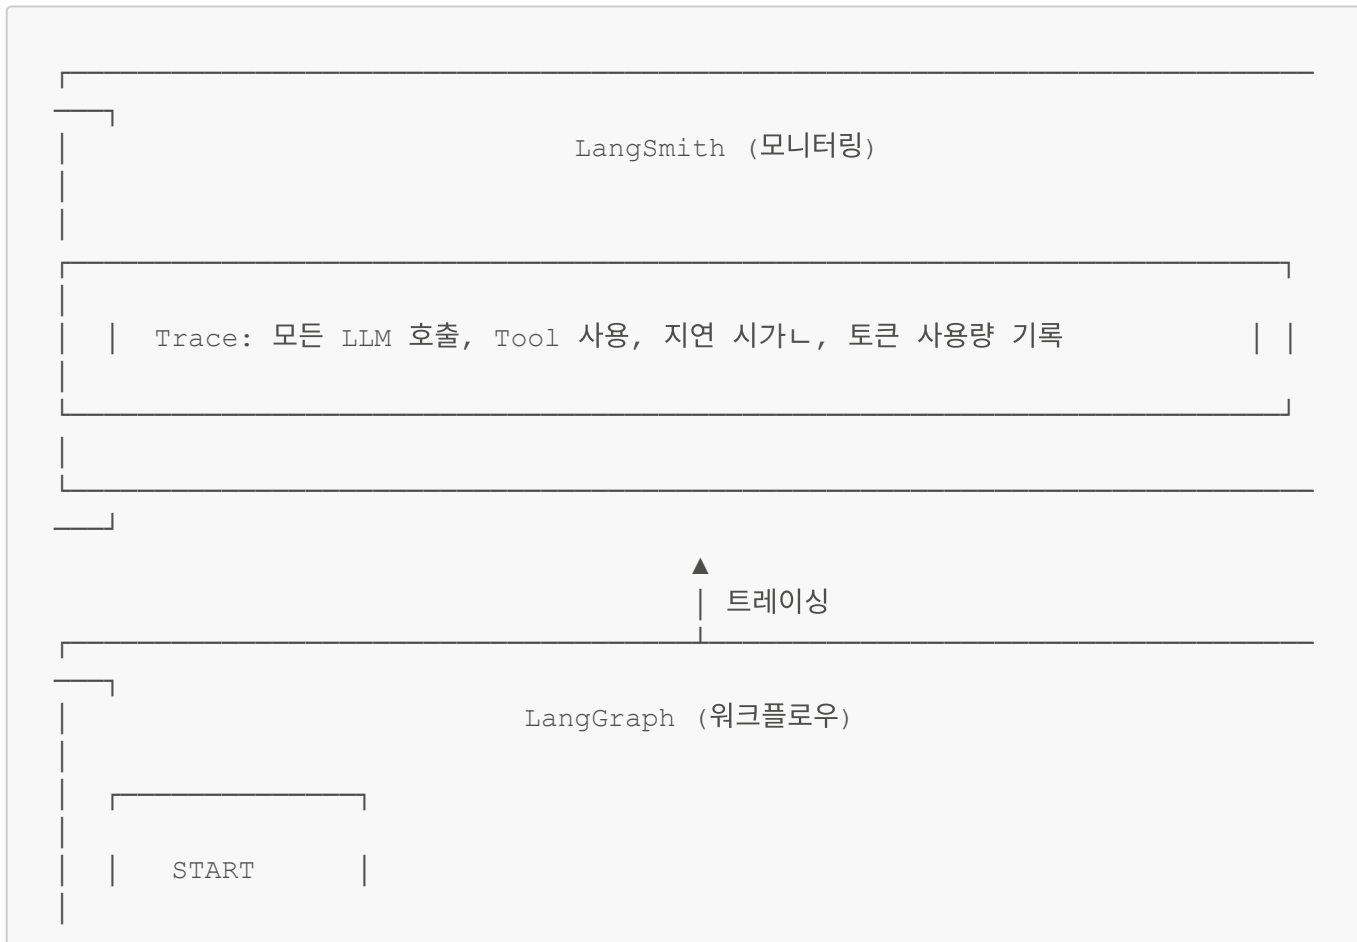 LangSmith (모니터링)
Trace: 모든 LLM 호출, Tool 사용, 지연 시가ㄴ, 토큰 사용량 기록
▲
트레이싱
LangGraph (워크플로우)
START